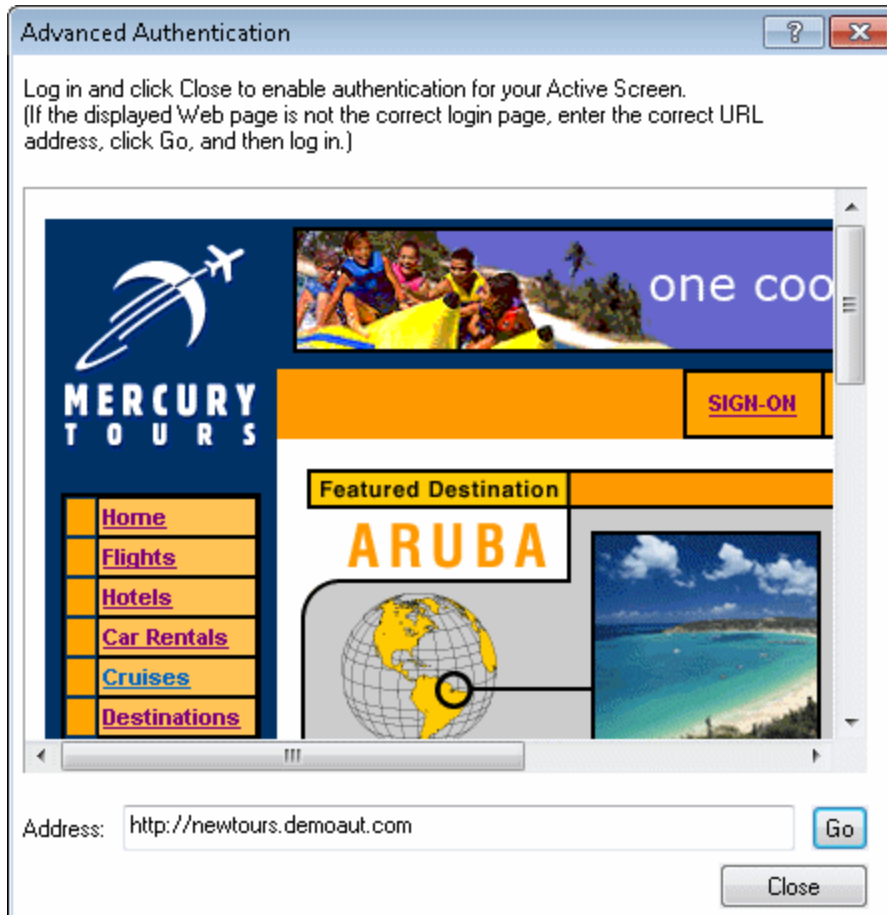 Advanced Authentication
Log in and click Close to enable authentication for your Active Screen.
(If the displayed Web page is not the correct login page, enter the correct URL
address, click Go, and then log in.)
one coo
MERCURY
TOURS
SIGN-ON
Featured Destination
ARUBA
Home
Flights
Hotels
Car Rentals
Cruises
Destinations
Address: http://newtours.demoaut.com Go
Close